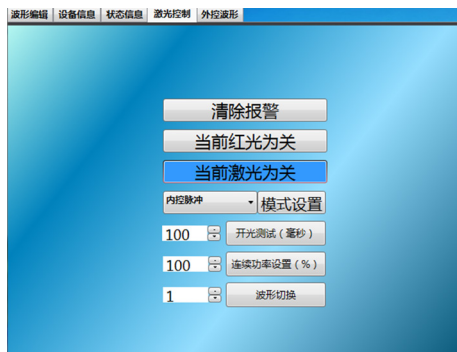 波形编辑 设备信息 状态信息 激光控制 外控波形
清除报警
当前红光为关
当前激光为关
内控脉冲 模式设置
100 开光测试(毫秒)
100 连续功率设置(%)
1 波形切换